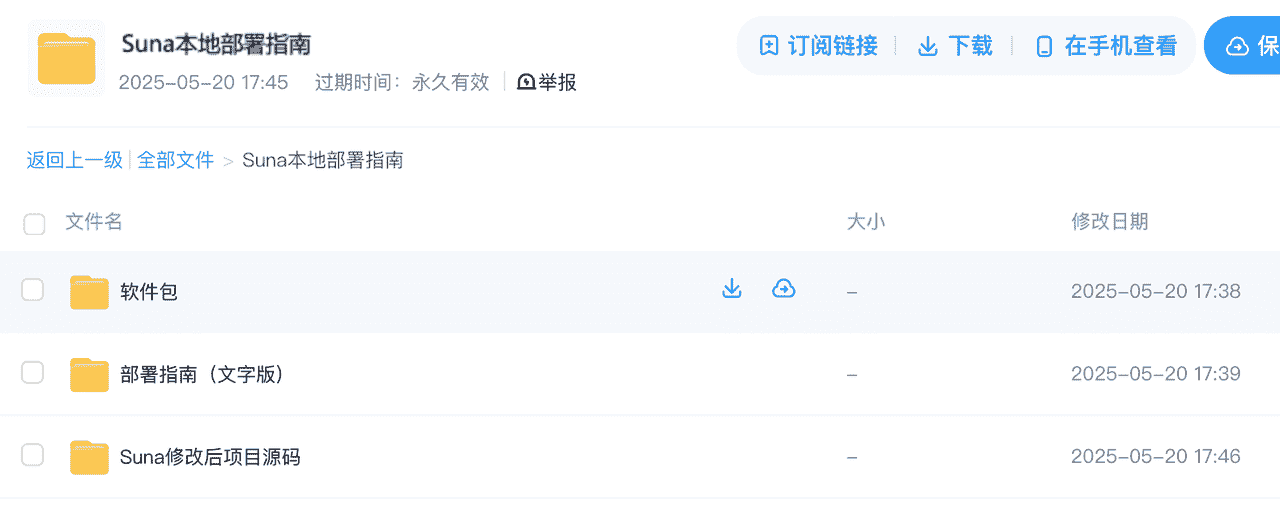 Suna本地部署指南
订阅链接 下载 在手机查看 保
2025-05-20 17:45 过期时间：永久有效 举报
返回上一级 | 全部文件 > Suna本地部署指南
文件名 大小 修改日期
软件包 – 2025-05-20 17:38
部署指南（文字版） – 2025-05-20 17:39
Suna修改后项目源码 – 2025-05-20 17:46